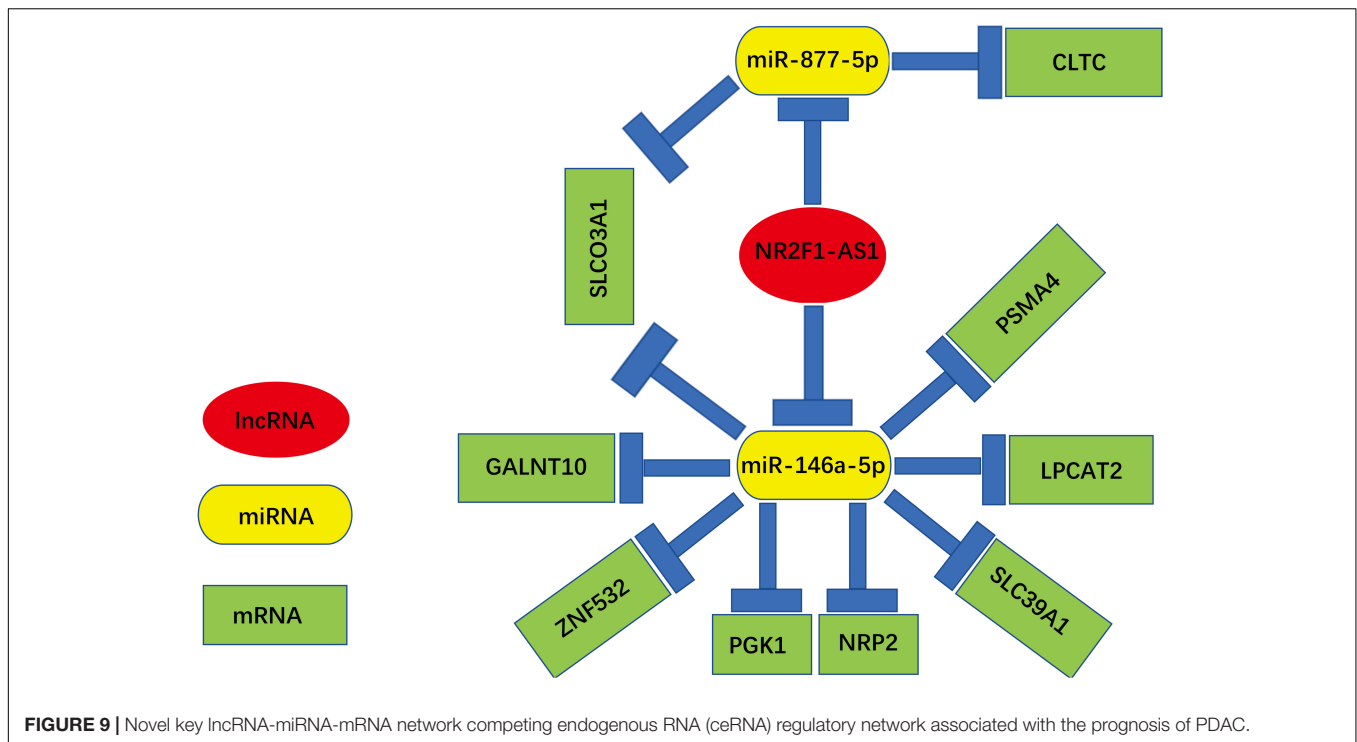 miR-877-5p
CLTC
SLCO3A1
NR2F1-AS1
PSMA4
lncRNA
miR-146a-5p
GALNT10
LPCAT2
miRNA
ZNF532
SLC39A1
mRNA
PGK1
NRP2
FIGURE 9 | Novel key lncRNA-miRNA-mRNA network competing endogenous RNA (ceRNA) regulatory network associated with the prognosis of PDAC.